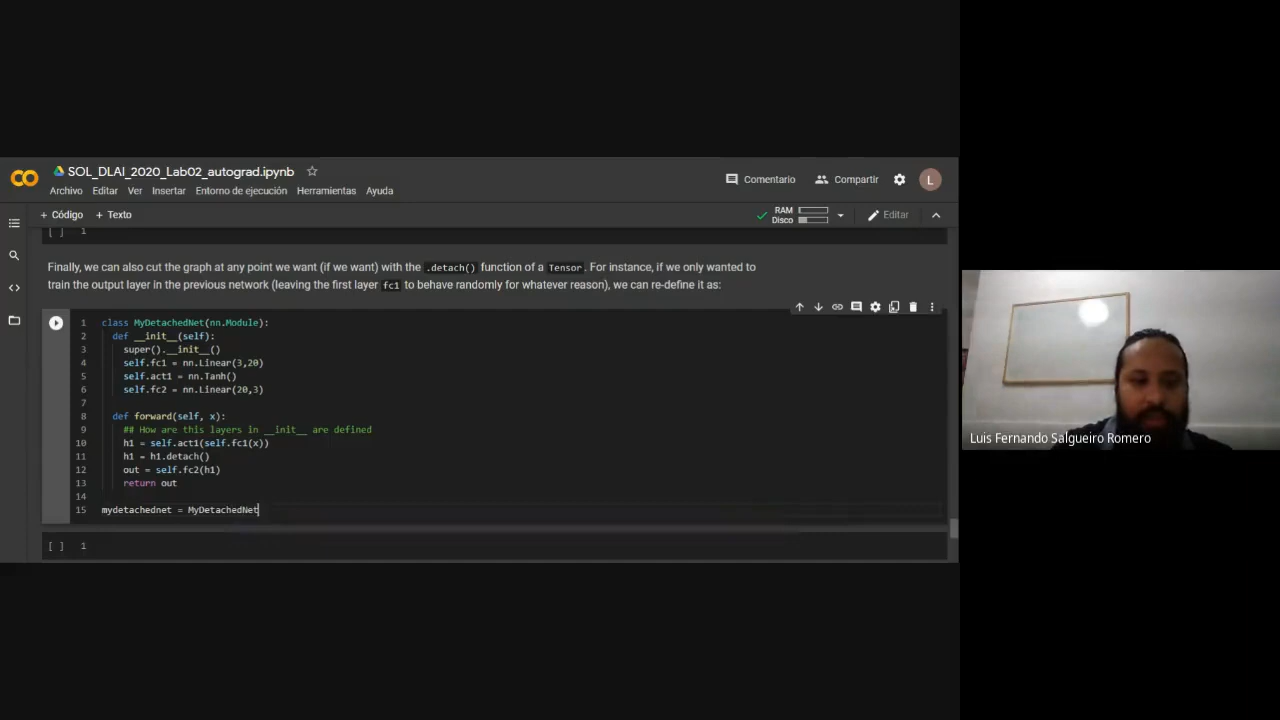 SOL_DLAI_2020_Lab02_autograd.ipynb
Archivo Editar Ver Insertar Entorno de ejecución Herramientas Ayuda
Comentario Compartir L
+ Código + Texto
RAM
Disco
Editar
[ ] 1
Finally, we can also cut the graph at any point we want (if we want) with the .detach() function of a Tensor. For instance, if we only wanted to
train the output layer in the previous network (leaving the first layer fc1 to behave randomly for whatever reason), we can re-define it as:
1 class MyDetachedNet(nn.Module):
2 def __init__(self):
3 super().__init__()
4 self.fc1 = nn.Linear(3,20)
5 self.act1 = nn.Tanh()
6 self.fc2 = nn.Linear(20,3)
7
8 def forward(self, x):
9 ## How are this layers in __init__ are defined
10 h1 = self.act1(self.fc1(x))
11 h1 = h1.detach()
12 out = self.fc2(h1)
13 return out
14
15 mydetachednet = MyDetachedNet
[ ] 1
Luis Fernando Salgueiro Romero